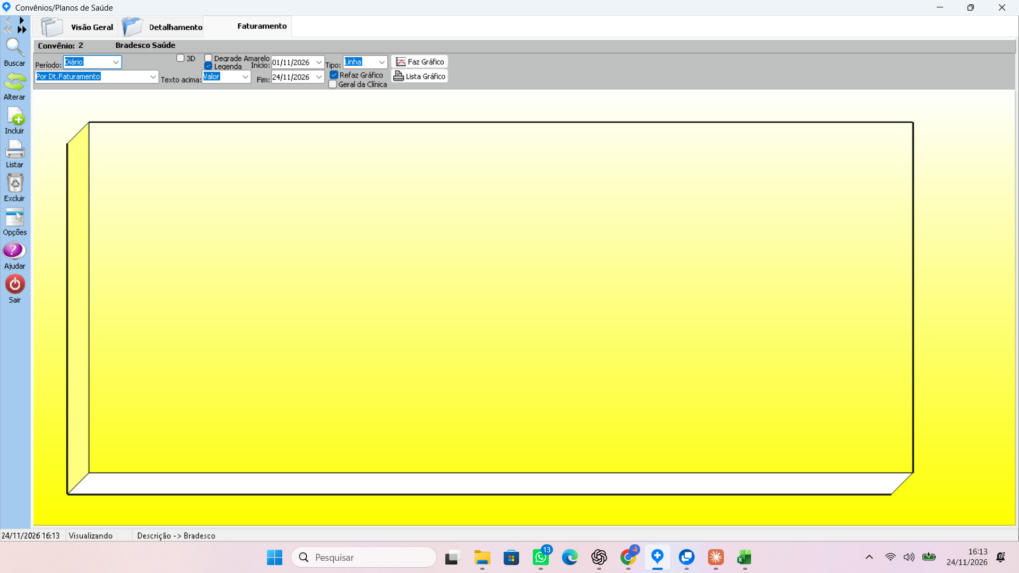 Convênios/Planos de Saúde
Visão Geral
Detalhamento
Faturamento
Convênio: 2 Bradesco Saúde
Buscar
Alterar
Incluir
Listar
Excluir
Opções
Ajudar
Sair
Período: Diário
3D
Degrade Amarelo
Legenda
Início: 01/11/2026
Tipo: Linha
Faz Gráfico
Por Dt.Faturamento
Texto acima: Valor
Fim: 24/11/2026
Refaz Gráfico
Lista Gráfico
Geral da Clínica
24/11/2026 16:13 Visualizando Descrição -> Bradesco
Pesquisar
13
4
16:13
24/11/2026